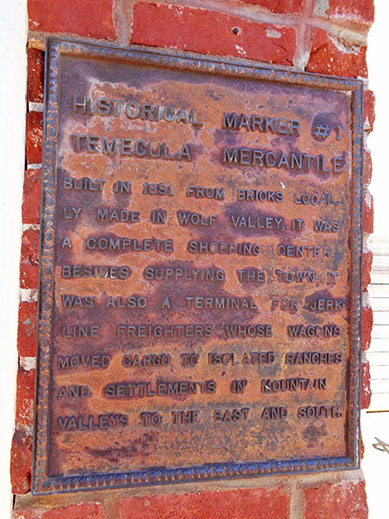 HISTORICAL MARKER #1
TEMECULA MERCANTILE
BUILT IN 1891 FROM BRICKS LOCAL-
LY MADE IN WOLF VALLEY, IT WAS
A COMPLETE SHOPPING CENTER.
BESIDES SUPPLYING THE TOWN, IT
WAS ALSO A TERMINAL FOR JERK
LINE FREIGHTERS WHOSE WAGONS
MOVED CARGO TO ISOLATED RANCHES
AND SETTLEMENTS IN MOUNTAIN
VALLEYS TO THE EAST AND SOUTH.